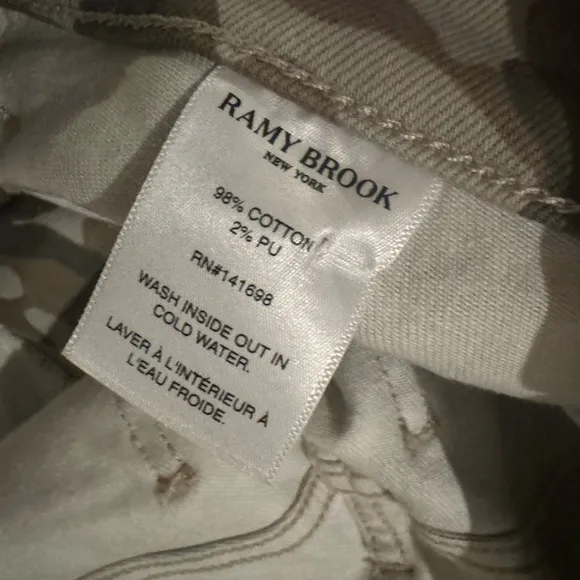 RAMY BROOK
NEW YORK
98% COTTON
2% PU
RN#141698
WASH INSIDE OUT IN
COLD WATER.
LAVER À L'INTÉRIEUR À
L'EAU FROIDE.